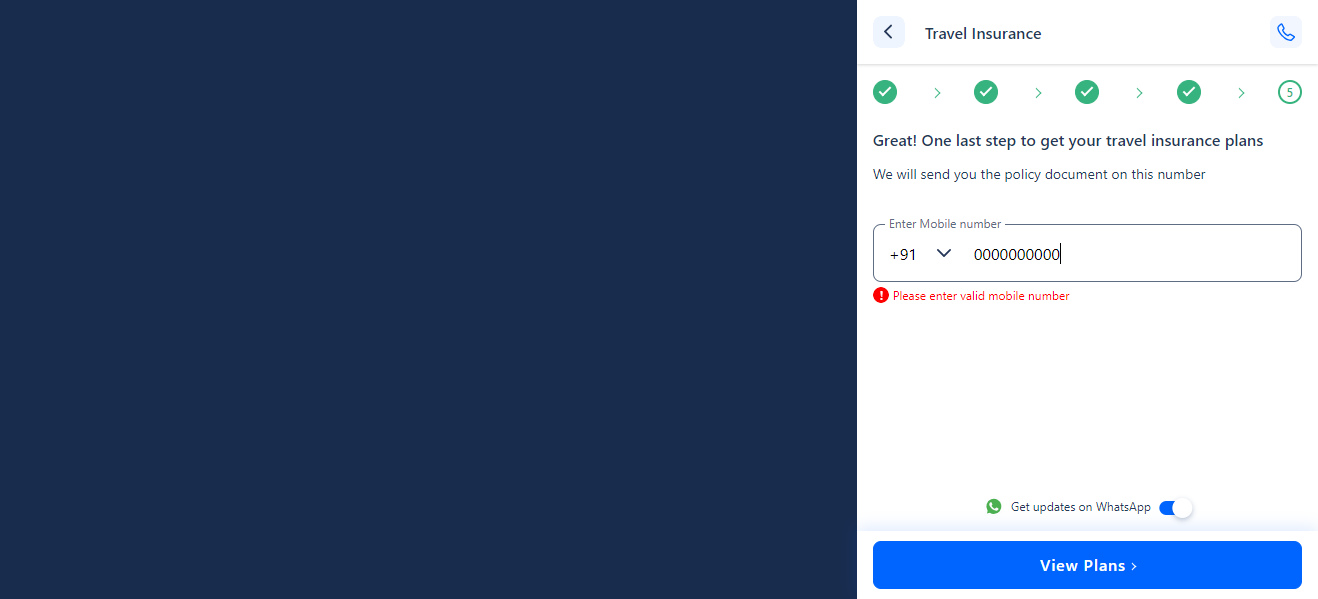 Travel Insurance
5
Great! One last step to get your travel insurance plans
We will send you the policy document on this number
Enter Mobile number
+91 0000000000
Please enter valid mobile number
Get updates on WhatsApp
View Plans ›